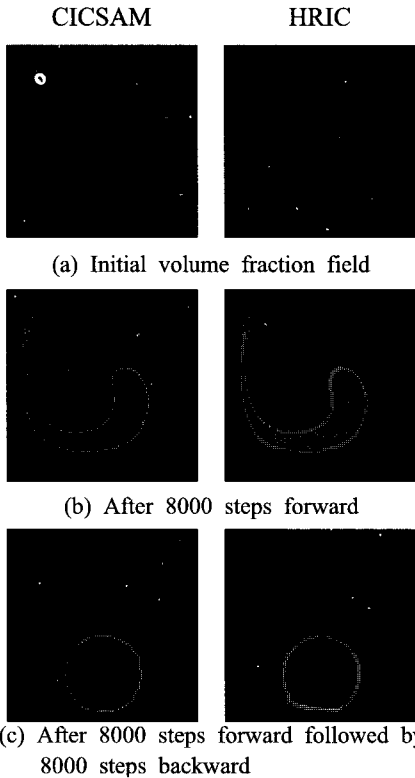 CICSAM HRIC
(a) Initial volume fraction field
(b) After 8000 steps forward
(c) After 8000 steps forward followed by
8000 steps backward